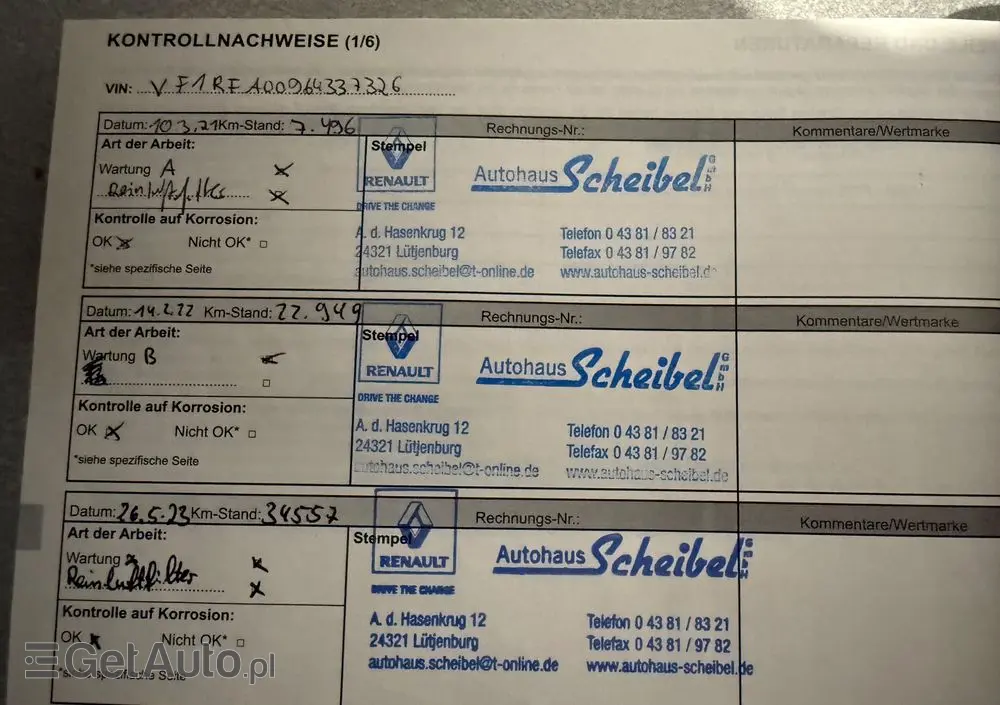 KONTROLLNACHWEISE (1/6)
VIN: VF1RFA00964337326
Datum: 10.3.21 Km-Stand: 7.496 Rechnungs-Nr.: Kommentare/Wertmarke
Art der Arbeit: Stempel
Wartung A
Reinluftfilter
RENAULT Autohaus Scheibel GmbH
DRIVE THE CHANGE
Kontrolle auf Korrosion:
A. d. Hasenkrug 12 Telefon 0 43 81 / 83 21
OK Nicht OK*
24321 Lütjenburg Telefax 0 43 81 / 97 82
*siehe spezifische Seite
autohaus.scheibel@t-online.de www.autohaus-scheibel.d
Datum: 14.2.22 Km-Stand: 22.949 Rechnungs-Nr.: Kommentare/Wertmarke
Art der Arbeit: Stempel
Wartung B
RENAULT Autohaus Scheibel GmbH
DRIVE THE CHANGE
Kontrolle auf Korrosion:
A. d. Hasenkrug 12 Telefon 0 43 81 / 83 21
OK Nicht OK*
24321 Lütjenburg Telefax 0 43 81 / 97 82
*siehe spezifische Seite
autohaus.scheibel@t-online.de www.autohaus-scheibel.de
Datum: 26.5.23 Km-Stand: 34557 Rechnungs-Nr.: Kommentare/Wertmarke
Art der Arbeit: Stempel
Wartung
Reinluftfilter
RENAULT Autohaus Scheibel GmbH
DRIVE THE CHANGE
Kontrolle auf Korrosion:
A. d. Hasenkrug 12 Telefon 0 43 81 / 83 21
OK Nicht OK*
24321 Lütjenburg Telefax 0 43 81 / 97 82
autohaus.scheibel@t-online.de www.autohaus-scheibel.de
*siehe spezifische Seite
GetAuto.pl